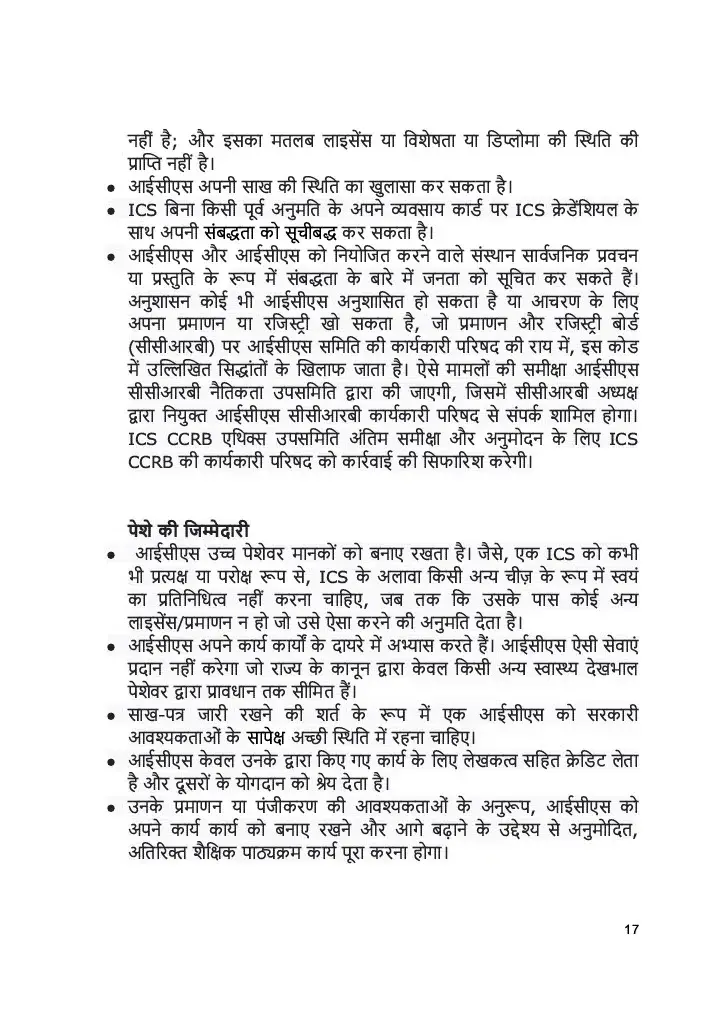 नहीं है; और इसका मतलब लाइसेंस या विशेषता या डिप्लोमा की स्थिति की
प्राप्ति नहीं है।
● आईसीएस अपनी साख की स्थिति का खुलासा कर सकता है।
● ICS बिना किसी पूर्व अनुमति के अपने व्यवसाय कार्ड पर ICS क्रेडेंशियल के
साथ अपनी संबद्धता को सूचीबद्ध कर सकता है।
● आईसीएस और आईसीएस को नियोजित करने वाले संस्थान सार्वजनिक प्रवचन
या प्रस्तुति के रूप में संबद्धता के बारे में जनता को सूचित कर सकते हैं।
अनुशासन कोई भी आईसीएस अनुशासित हो सकता है या आचरण के लिए
अपना प्रमाणन या रजिस्ट्री खो सकता है, जो प्रमाणन और रजिस्ट्री बोर्ड
(सीसीआरबी) पर आईसीएस समिति की कार्यकारी परिषद की राय में, इस कोड
में उल्लिखित सिद्धांतों के खिलाफ जाता है। ऐसे मामलों की समीक्षा आईसीएस
सीसीआरबी नैतिकता उपसमिति द्वारा की जाएगी, जिसमें सीसीआरबी अध्यक्ष
द्वारा नियुक्त आईसीएस सीसीआरबी कार्यकारी परिषद से संपर्क शामिल होगा।
ICS CCRB एथिक्स उपसमिति अंतिम समीक्षा और अनुमोदन के लिए ICS
CCRB की कार्यकारी परिषद को कार्रवाई की सिफारिश करेगी।
पेशे की जिम्मेदारी
● आईसीएस उच्च पेशेवर मानकों को बनाए रखता है। जैसे, एक ICS को कभी
भी प्रत्यक्ष या परोक्ष रूप से, ICS के अलावा किसी अन्य चीज़ के रूप में स्वयं
का प्रतिनिधित्व नहीं करना चाहिए, जब तक कि उसके पास कोई अन्य
लाइसेंस/प्रमाणन न हो जो उसे ऐसा करने की अनुमति देता है।
● आईसीएस अपने कार्य कार्यों के दायरे में अभ्यास करते हैं। आईसीएस ऐसी सेवाएं
प्रदान नहीं करेगा जो राज्य के कानून द्वारा केवल किसी अन्य स्वास्थ्य देखभाल
पेशेवर द्वारा प्रावधान तक सीमित हैं।
● साख-पत्र जारी रखने की शर्त के रूप में एक आईसीएस को सरकारी
आवश्यकताओं के सापेक्ष अच्छी स्थिति में रहना चाहिए।
● आईसीएस केवल उनके द्वारा किए गए कार्य के लिए लेखकत्व सहित क्रेडिट लेता
है और दूसरों के योगदान को श्रेय देता है।
● उनके प्रमाणन या पंजीकरण की आवश्यकताओं के अनुरूप, आईसीएस को
अपने कार्य कार्य को बनाए रखने और आगे बढ़ाने के उद्देश्य से अनुमोदित,
अतिरिक्त शैक्षिक पाठ्यक्रम कार्य पूरा करना होगा।
17